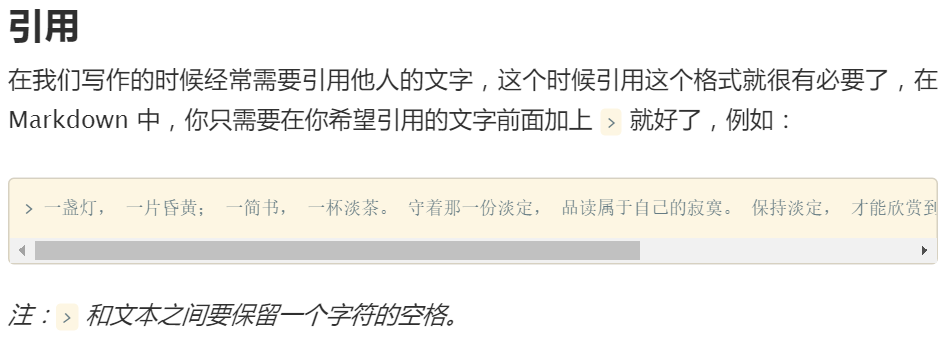 引用
在我们写作的时候经常需要引用他人的文字，这个时候引用这个格式就很有必要了，在
Markdown 中，你只需要在你希望引用的文字前面加上 > 就好了，例如：
> 一盏灯， 一片昏黄； 一简书， 一杯淡茶。 守着那一份淡定， 品读属于自己的寂寞。 保持淡定， 才能欣赏到
注：> 和文本之间要保留一个字符的空格。